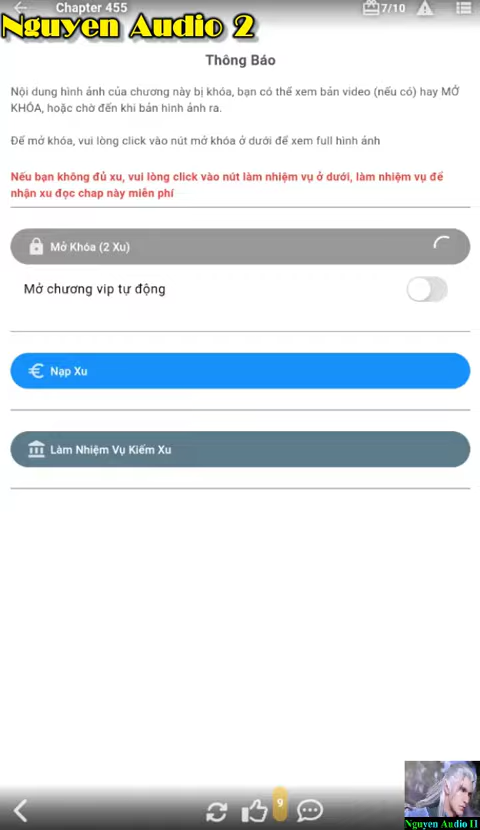 Chapter 455
7/10
Nguyen Audio 2
Thông Báo
Nội dung hình ảnh của chương này bị khóa, bạn có thể xem bản video (nếu có) hay MỞ
KHÓA, hoặc chờ đến khi bản hình ảnh ra.
Để mở khóa, vui lòng click vào nút mở khóa ở dưới để xem full hình ảnh
Nếu bạn không đủ xu, vui lòng click vào nút làm nhiệm vụ ở dưới, làm nhiệm vụ để
nhận xu đọc chap này miễn phí
Mở Khóa (2 Xu)
Mở chương vip tự động
Nạp Xu
Làm Nhiệm Vụ Kiếm Xu
9
Nguyen Audio II